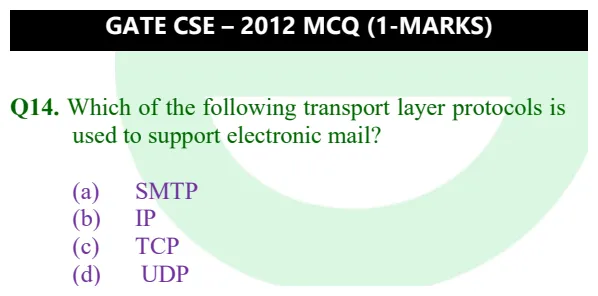 GATE CSE – 2012 MCQ (1-MARKS)
Q14. Which of the following transport layer protocols is
used to support electronic mail?
(a) SMTP
(b) IP
(c) TCP
(d) UDP